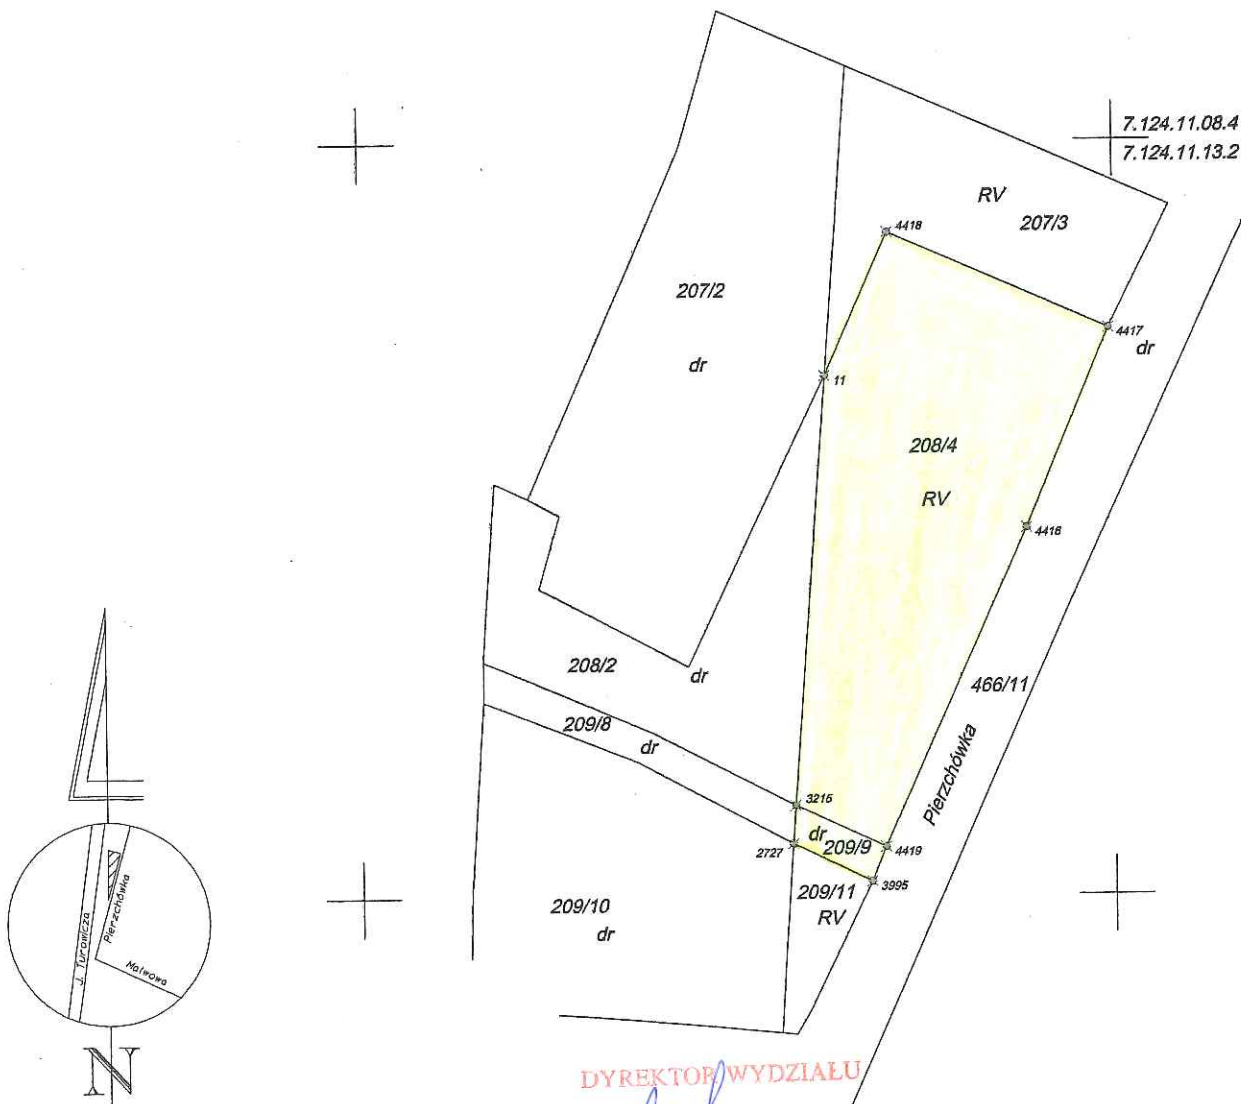 7.124.11.08.4
7.124.11.13.2
RV
207/3
4418
207/2
4417
dr
dr
11
208/4
RV
4416
208/2
dr
466/11
209/8
dr
Pierzchówka
3215
dr
209/9
4419
2727
3995
209/11
RV
209/10
dr
J. Turowicza
Pierzchówka
Malwowa
N
DYREKTOR WYDZIAŁU